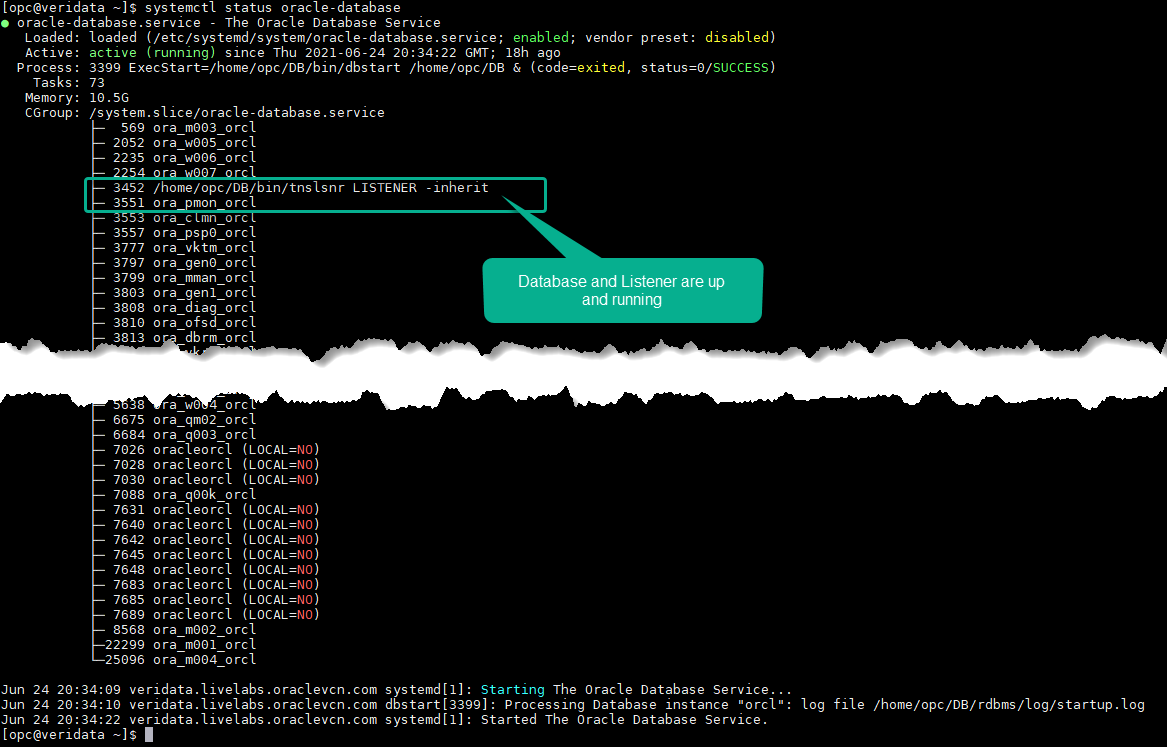 [opc@veridata ~]$ systemctl status oracle-database
● oracle-database.service - The Oracle Database Service
   Loaded: loaded (/etc/systemd/system/oracle-database.service; enabled; vendor preset: disabled)
   Active: active (running) since Thu 2021-06-24 20:34:22 GMT; 18h ago
  Process: 3399 ExecStart=/home/opc/DB/bin/dbstart /home/opc/DB & (code=exited, status=0/SUCCESS)
    Tasks: 73
   Memory: 10.5G
   CGroup: /system.slice/oracle-database.service
           ├─  569 ora_m003_orcl
           ├─ 2052 ora_w005_orcl
           ├─ 2235 ora_w006_orcl
           ├─ 2254 ora_w007_orcl
           ├─ 3452 /home/opc/DB/bin/tnslsnr LISTENER -inherit
           ├─ 3551 ora_pmon_orcl
           ├─ 3553 ora_clmn_orcl
           ├─ 3557 ora_psp0_orcl
           ├─ 3777 ora_vktm_orcl
           ├─ 3797 ora_gen0_orcl
           ├─ 3799 ora_mman_orcl
           ├─ 3803 ora_gen1_orcl
           ├─ 3808 ora_diag_orcl
           ├─ 3810 ora_ofsd_orcl
           ├─ 3813 ora_dbrm_orcl
Database and Listener are up
and running
           ├─ 5638 ora_w004_orcl
           ├─ 6675 ora_qm02_orcl
           ├─ 6684 ora_q003_orcl
           ├─ 7026 oracleorcl (LOCAL=NO)
           ├─ 7028 oracleorcl (LOCAL=NO)
           ├─ 7030 oracleorcl (LOCAL=NO)
           ├─ 7088 ora_q00k_orcl
           ├─ 7631 oracleorcl (LOCAL=NO)
           ├─ 7640 oracleorcl (LOCAL=NO)
           ├─ 7642 oracleorcl (LOCAL=NO)
           ├─ 7645 oracleorcl (LOCAL=NO)
           ├─ 7648 oracleorcl (LOCAL=NO)
           ├─ 7683 oracleorcl (LOCAL=NO)
           ├─ 7685 oracleorcl (LOCAL=NO)
           ├─ 7689 oracleorcl (LOCAL=NO)
           ├─ 8568 ora_m002_orcl
           ├─22299 ora_m001_orcl
           └─25096 ora_m004_orcl
Jun 24 20:34:09 veridata.livelabs.oraclevcn.com systemd[1]: Starting The Oracle Database Service...
Jun 24 20:34:10 veridata.livelabs.oraclevcn.com dbstart[3399]: Processing Database instance "orcl": log file /home/opc/DB/rdbms/log/startup.log
Jun 24 20:34:22 veridata.livelabs.oraclevcn.com systemd[1]: Started The Oracle Database Service.
[opc@veridata ~]$